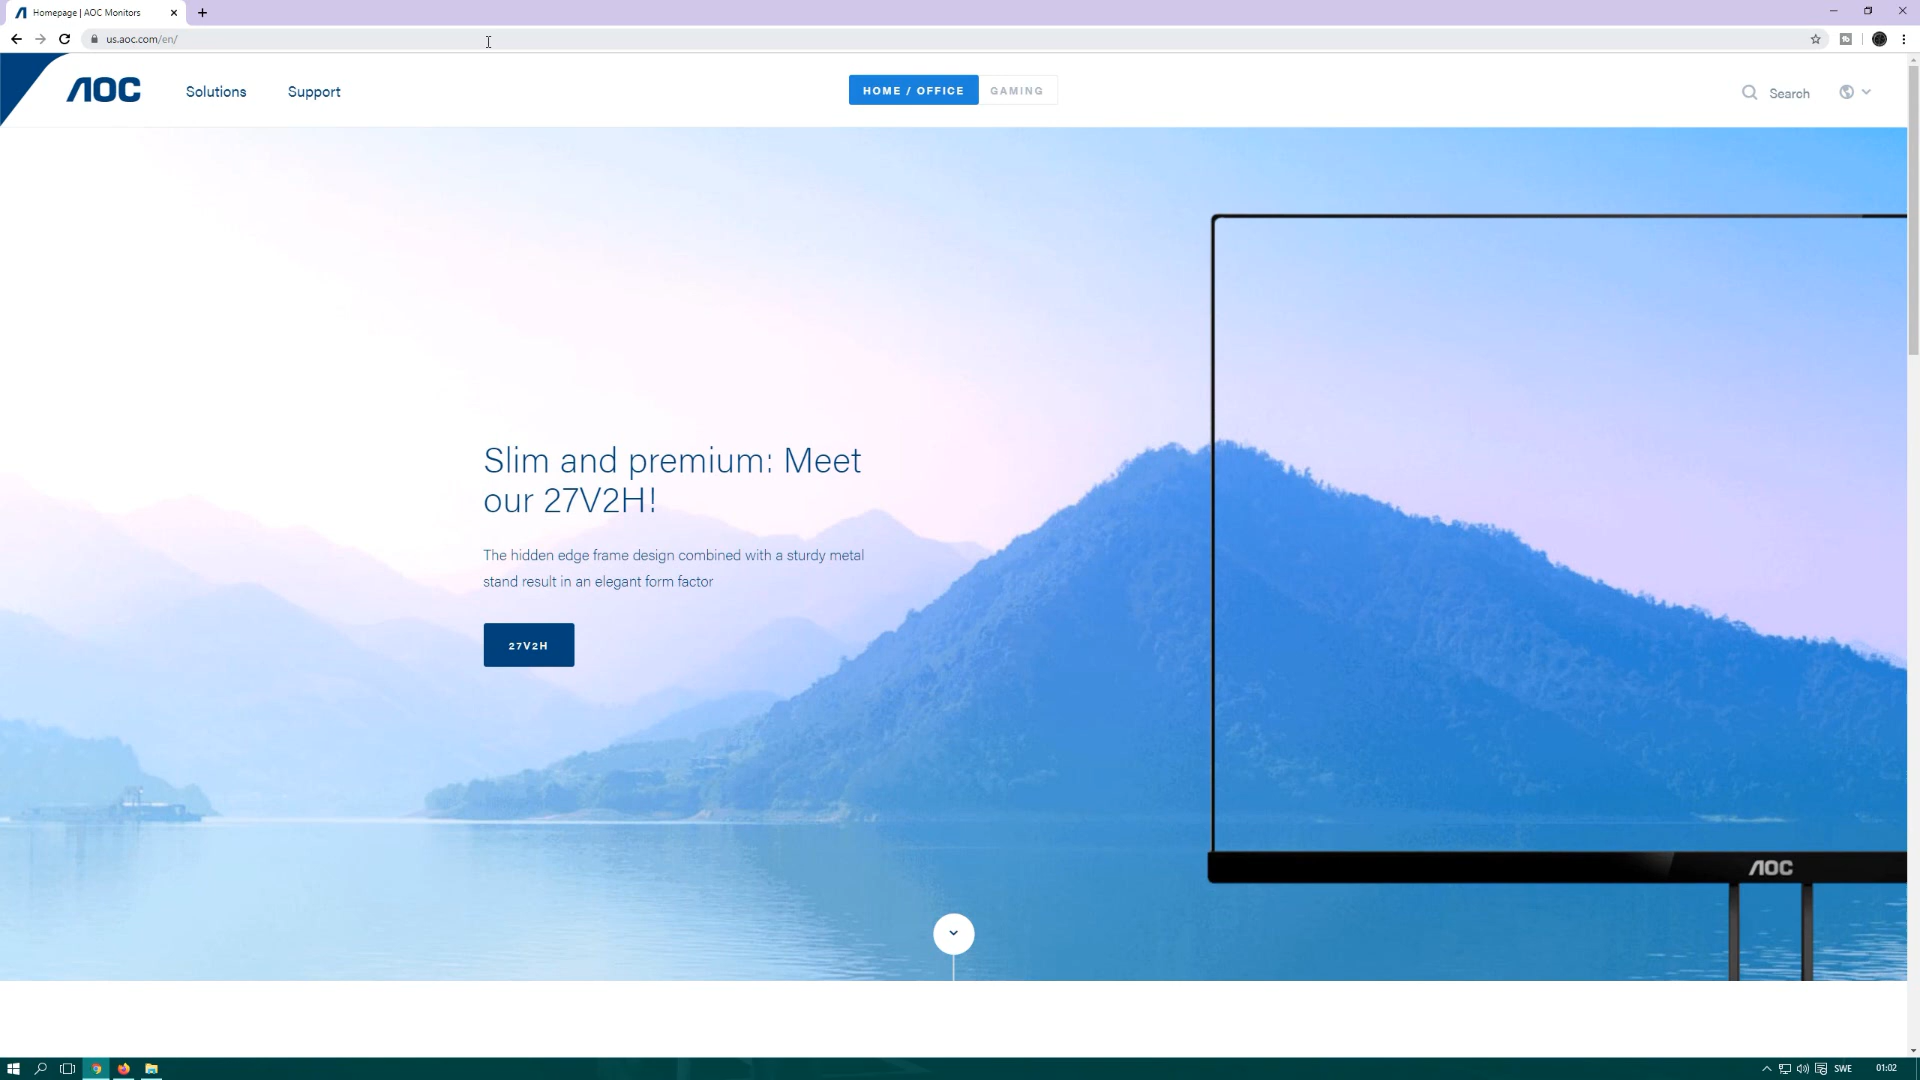 Homepage | AOC Monitors
us.aoc.com/en/
AOC
Solutions
Support
HOME / OFFICE
GAMING
Search
Slim and premium: Meet
our 27V2H!
The hidden edge frame design combined with a sturdy metal
stand result in an elegant form factor
27V2H
AOC
SWE
01:02